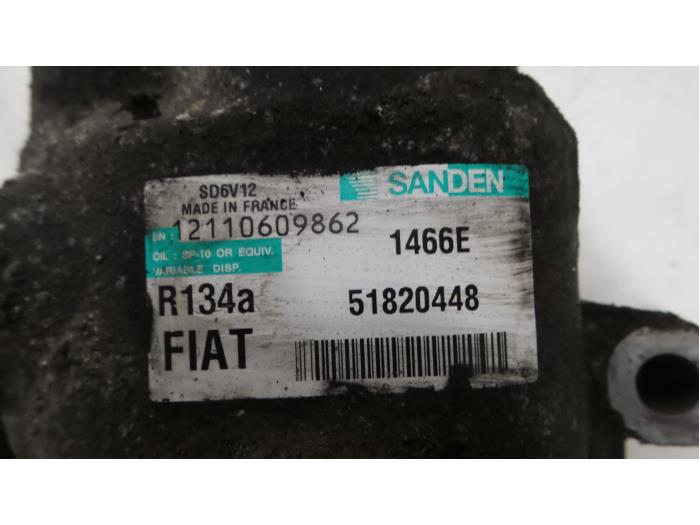 SD6V12
SANDEN
MADE IN FRANCE
SN : 12110609862
1466E
OIL : SP-10 OR EQUIV.
VARIABLE DISP.
R134a
51820448
FIAT